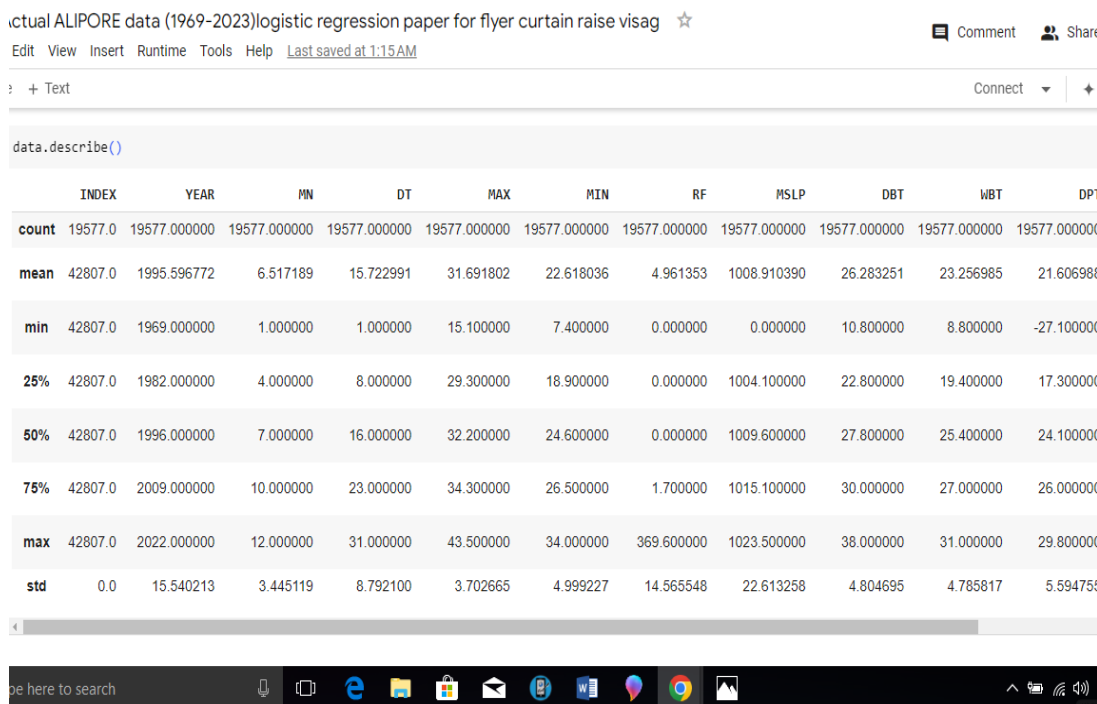 ctual ALIPORE data (1969-2023)logistic regression paper for flyer curtain raise visag
Comment Share
Edit View Insert Runtime Tools Help Last saved at 1:15 AM
+ Text Connect
data.describe()
INDEX YEAR MN DT MAX MIN RF MSLP DBT WBT DPT
count 19577.0 19577.000000 19577.000000 19577.000000 19577.000000 19577.000000 19577.000000 19577.000000 19577.000000 19577.000000 19577.000000
mean 42807.0 1995.596772 6.517189 15.722991 31.691802 22.618036 4.961353 1008.910390 26.283251 23.256985 21.606988
min 42807.0 1969.000000 1.000000 1.000000 15.100000 7.400000 0.000000 0.000000 10.800000 8.800000 -27.100000
25% 42807.0 1982.000000 4.000000 8.000000 29.300000 18.900000 0.000000 1004.100000 22.800000 19.400000 17.300000
50% 42807.0 1996.000000 7.000000 16.000000 32.200000 24.600000 0.000000 1009.600000 27.800000 25.400000 24.100000
75% 42807.0 2009.000000 10.000000 23.000000 34.300000 26.500000 1.700000 1015.100000 30.000000 27.000000 26.000000
max 42807.0 2022.000000 12.000000 31.000000 43.500000 34.000000 369.600000 1023.500000 38.000000 31.000000 29.800000
std 0.0 15.540213 3.445119 8.792100 3.702665 4.999227 14.565548 22.613258 4.804695 4.785817 5.594755
pe here to search